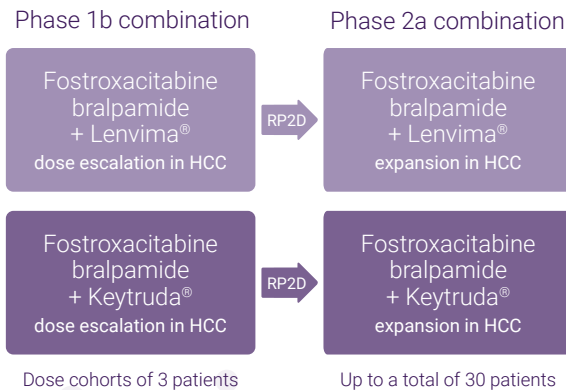 Phase 1b combination
Phase 2a combination
Fostroxacitabine
bralpamide
+ Lenvima®
dose escalation in HCC
RP2D
Fostroxacitabine
bralpamide
+ Lenvima®
expansion in HCC
Fostroxacitabine
bralpamide
+ Keytruda®
dose escalation in HCC
RP2D
Fostroxacitabine
bralpamide
+ Keytruda®
expansion in HCC
Dose cohorts of 3 patients
Up to a total of 30 patients